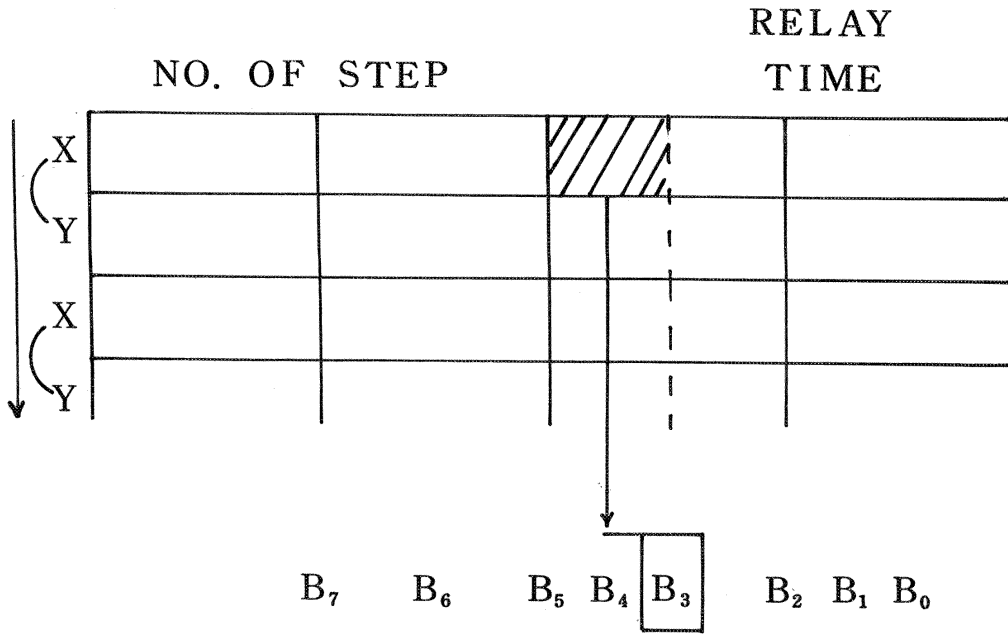 RELAY
NO. OF STEP TIME
X
Y
X
Y
B₇ B₆ B₅ B₄ B₃ B₂ B₁ B₀